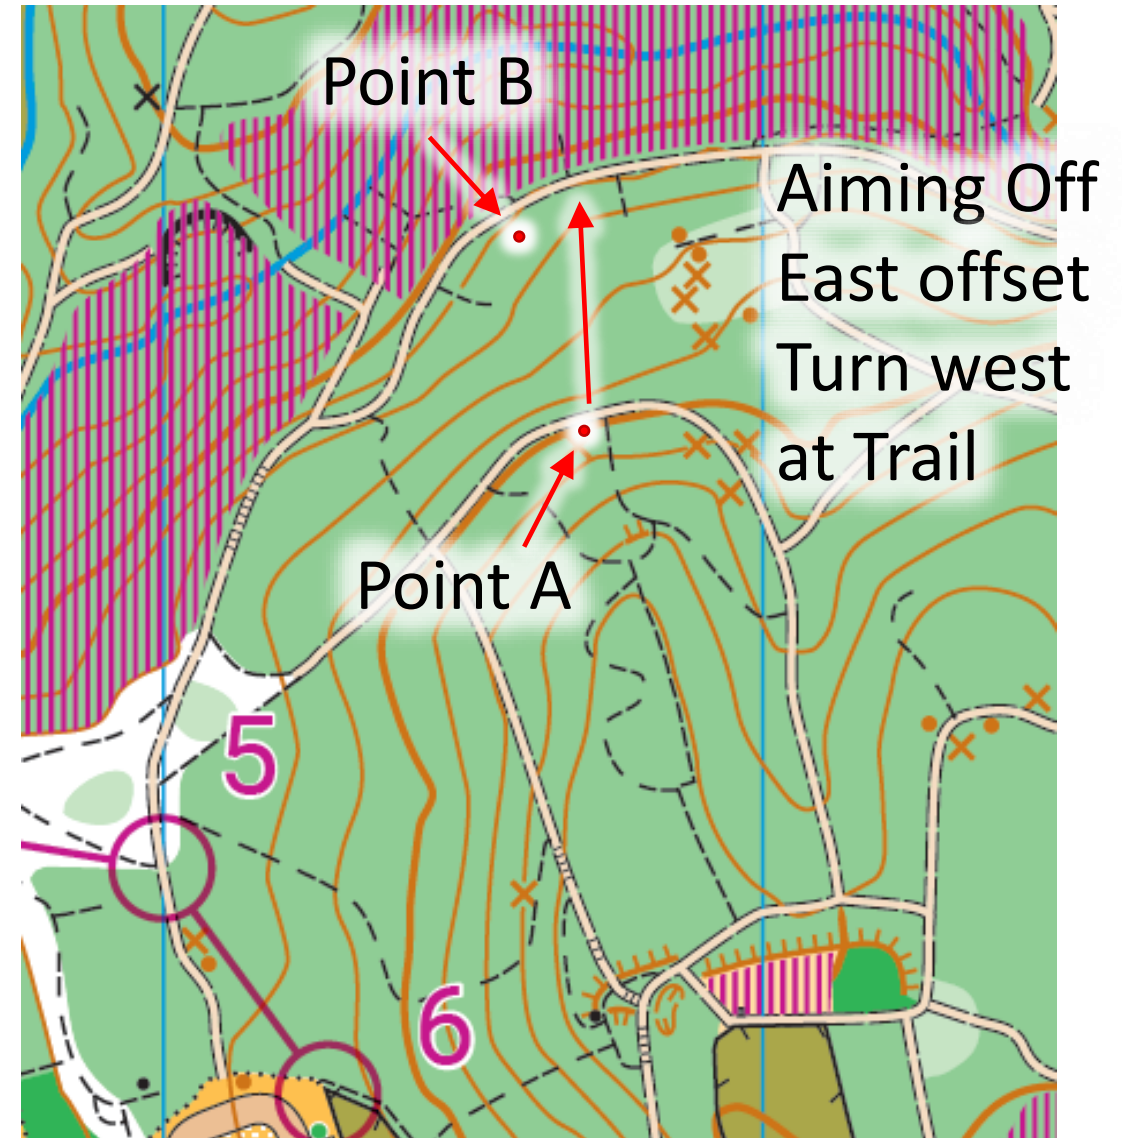 Point B
Aiming Off
East offset
Turn west
at Trail
Point A
5
6